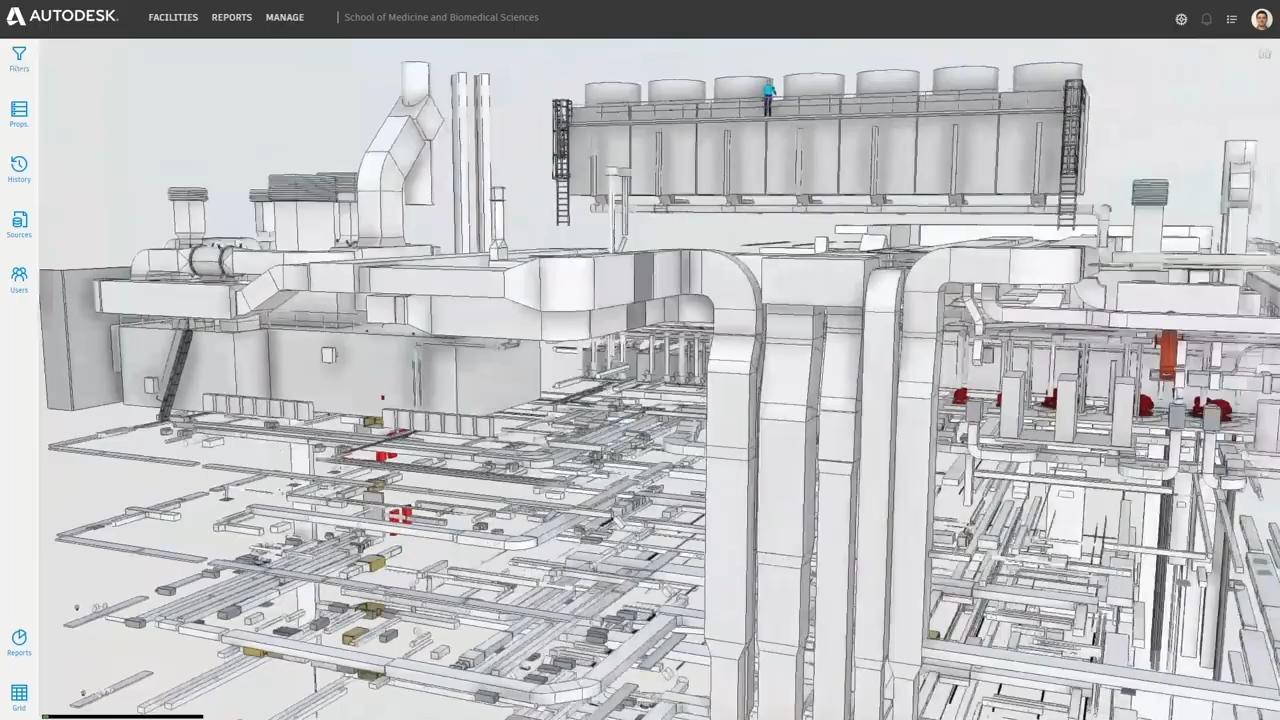 AUTODESK.
FACILITIES REPORTS MANAGE School of Medicine and Biomedical Sciences
Filters
Props.
History
Sources
Users
Reports
Grid